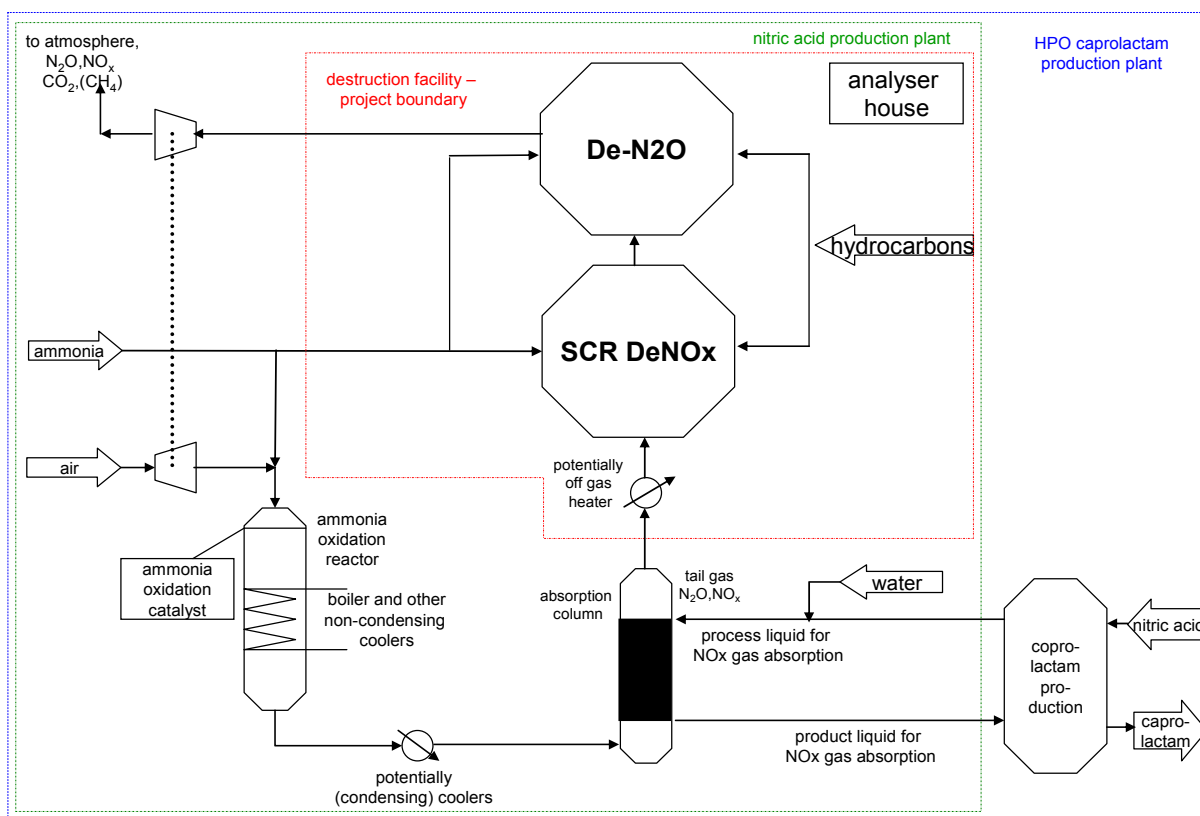 to atmosphere,
N₂O,NOₓ
CO₂,(CH₄)
nitric acid production plant
HPO caprolactam
production plant
destruction facility –
project boundary
analyser
house
De-N2O
hydrocarbons
ammonia
SCR DeNOx
air
potentially
off gas
heater
ammonia
oxidation
reactor
ammonia
oxidation
catalyst
boiler and other
non-condensing
coolers
absorption
column
tail gas
N₂O,NOₓ
water
process liquid for
NOx gas absorption
nitric acid
copro-
lactam
pro-
duction
capro-
lactam
product liquid for
NOx gas absorption
potentially
(condensing) coolers